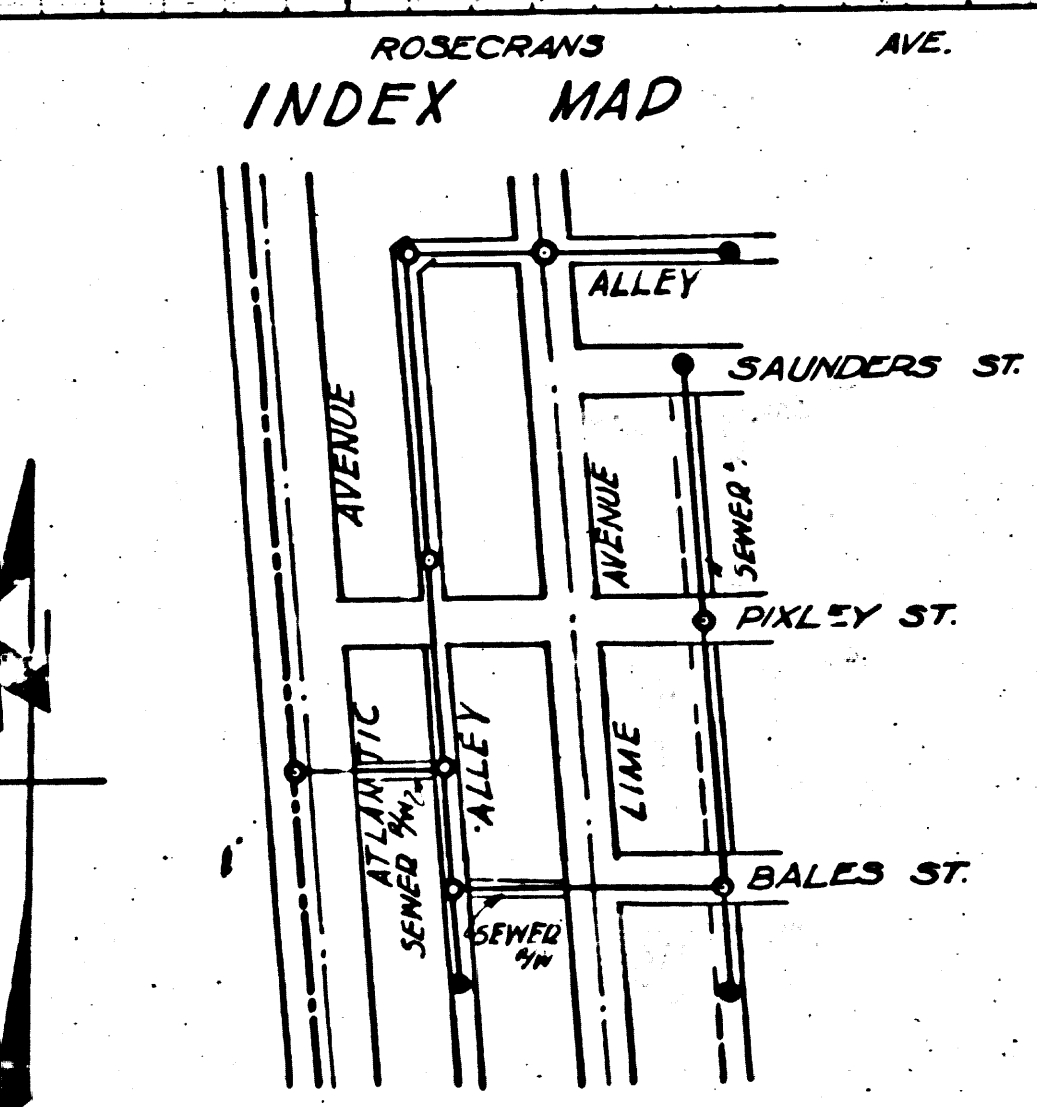 ROSECRANS AVE.
INDEX MAP
ALLEY
SAUNDERS ST.
AVENUE
AVENUE
SEWER
PIXLEY ST.
ATLANTIC
ALLEY
LIME
SEWER R/W
BALES ST.
SEWER
R/W